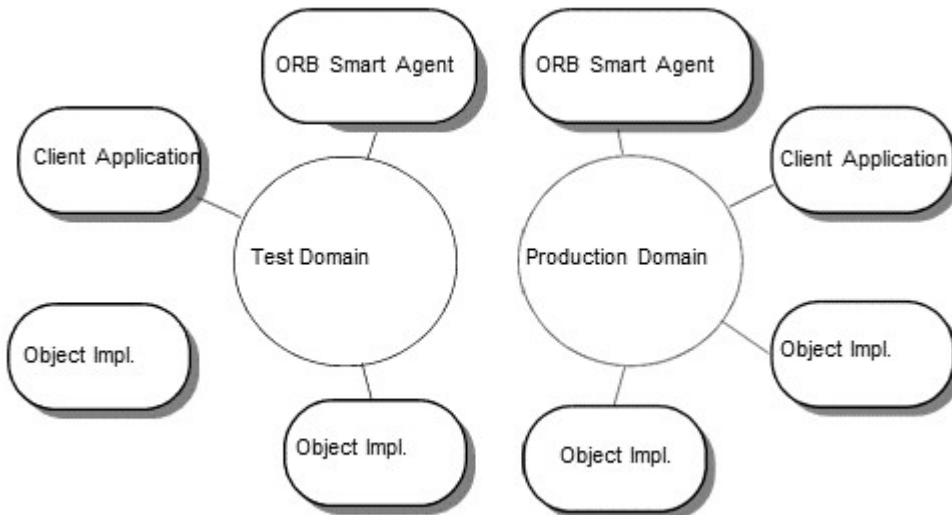 ORB Smart Agent
ORB Smart Agent
Client Application
Client Application
Test Domain
Production Domain
Object Impl.
Object Impl.
Object Impl.
Object Impl.